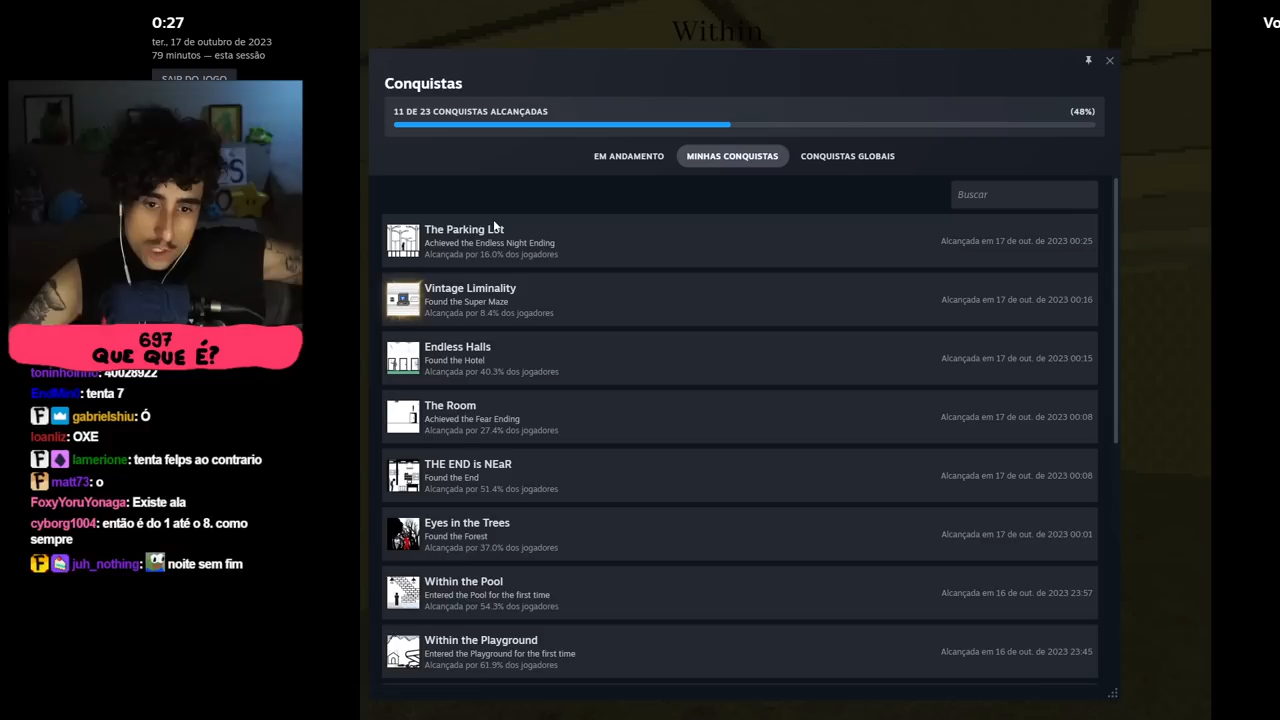 0:27
ter., 17 de outubro de 2023
79 minutos — esta sessão
SAIR DO JOGO
697
QUE QUE É?
toninhoinho: 40028922
EndMind: tenta 7
gabrielshiu: Ó
loanliz: OXE
lamerione: tenta felps ao contrario
matt73: o
FoxyYoruYonaga: Existe ala
cyborg1004: então é do 1 até o 8. como
sempre
juh_nothing: noite sem fim
Within
Vo
Conquistas
11 DE 23 CONQUISTAS ALCANÇADAS
(48%)
EM ANDAMENTO
MINHAS CONQUISTAS
CONQUISTAS GLOBAIS
Buscar
The Parking Lot
Achieved the Endless Night Ending
Alcançada por 16.0% dos jogadores
Alcançada em 17 de out. de 2023 00:25
Vintage Liminality
Found the Super Maze
Alcançada por 8.4% dos jogadores
Alcançada em 17 de out. de 2023 00:16
Endless Halls
Found the Hotel
Alcançada por 40.3% dos jogadores
Alcançada em 17 de out. de 2023 00:15
The Room
Achieved the Fear Ending
Alcançada por 27.4% dos jogadores
Alcançada em 17 de out. de 2023 00:08
THE END is NEaR
Found the End
Alcançada por 51.4% dos jogadores
Alcançada em 17 de out. de 2023 00:08
Eyes in the Trees
Found the Forest
Alcançada por 37.0% dos jogadores
Alcançada em 17 de out. de 2023 00:01
Within the Pool
Entered the Pool for the first time
Alcançada por 54.3% dos jogadores
Alcançada em 16 de out. de 2023 23:57
Within the Playground
Entered the Playground for the first time
Alcançada por 61.9% dos jogadores
Alcançada em 16 de out. de 2023 23:45